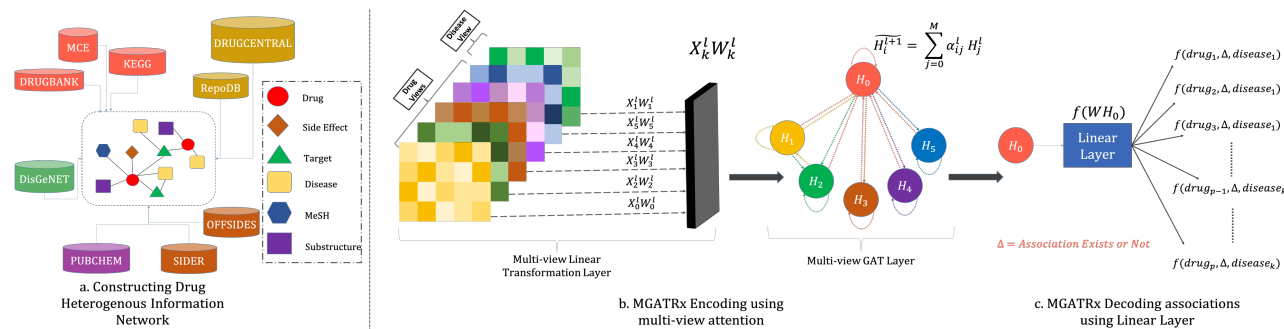 MCE
KEGG
DRUGCENTRAL
DRUGBANK
RepoDB
DisGeNET
OFFSIDES
PUBCHEM
SIDER
Drug
Side Effect
Target
Disease
MeSH
Substructure
a. Constructing Drug
Heterogenous Information
Network
Disease
View
Drug
Views
X_1^l W_1^l
X_5^l W_5^l
X_4^l W_4^l
X_3^l W_3^l
X_2^l W_2^l
X_0^l W_0^l
X_k^l W_k^l
Multi-view Linear
Transformation Layer
\widetilde{H_i^{l+1}} = \sum_{j=0}^{M} α_{ij}^l H_j^l
H_0
H_1
H_2
H_3
H_4
H_5
Multi-view GAT Layer
b. MGATRx Encoding using
multi-view attention
H_0
f(WH_0)
Linear
Layer
f(drug_1, Δ, disease_1)
f(drug_2, Δ, disease_1)
f(drug_3, Δ, disease_1)
f(drug_{p−1}, Δ, disease_k)
f(drug_p, Δ, disease_k)
Δ = Association Exists or Not
c. MGATRx Decoding associations
using Linear Layer